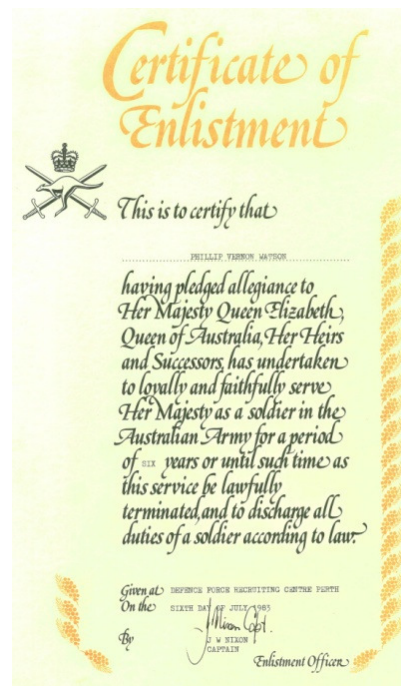 Certificate of
Enlistment
This is to certify that
PHILLIP VERNON WATSON
having pledged allegiance to
Her Majesty Queen Elizabeth,
Queen of Australia, Her Heirs
and Successors, has undertaken
to loyally and faithfully serve
Her Majesty as a soldier in the
Australian Army for a period
of SIX years or until such time as
this service be lawfully
terminated, and to discharge all
duties of a soldier according to law.
Given at DEFENCE FORCE RECRUITING CENTRE PERTH
On the SIXTH DAY OF JULY 1983
J Nixon Capt.
By J W NIXON
CAPTAIN
Enlistment Officer